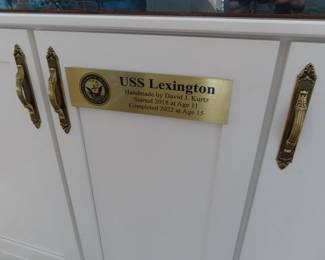 USS Lexington
Handmade by David J. Kurtz
Started 2018 at Age 11
Completed 2022 at Age 15